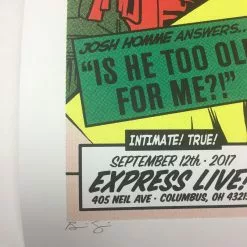 JOSH HOMME ANSWERS...
"IS HE TOO OL
FOR ME?!"
INTIMATE! TRUE!
SEPTEMBER 12th • 2017
EXPRESS LIVE!
405 NEIL AVE • COLUMBUS, OH 43215